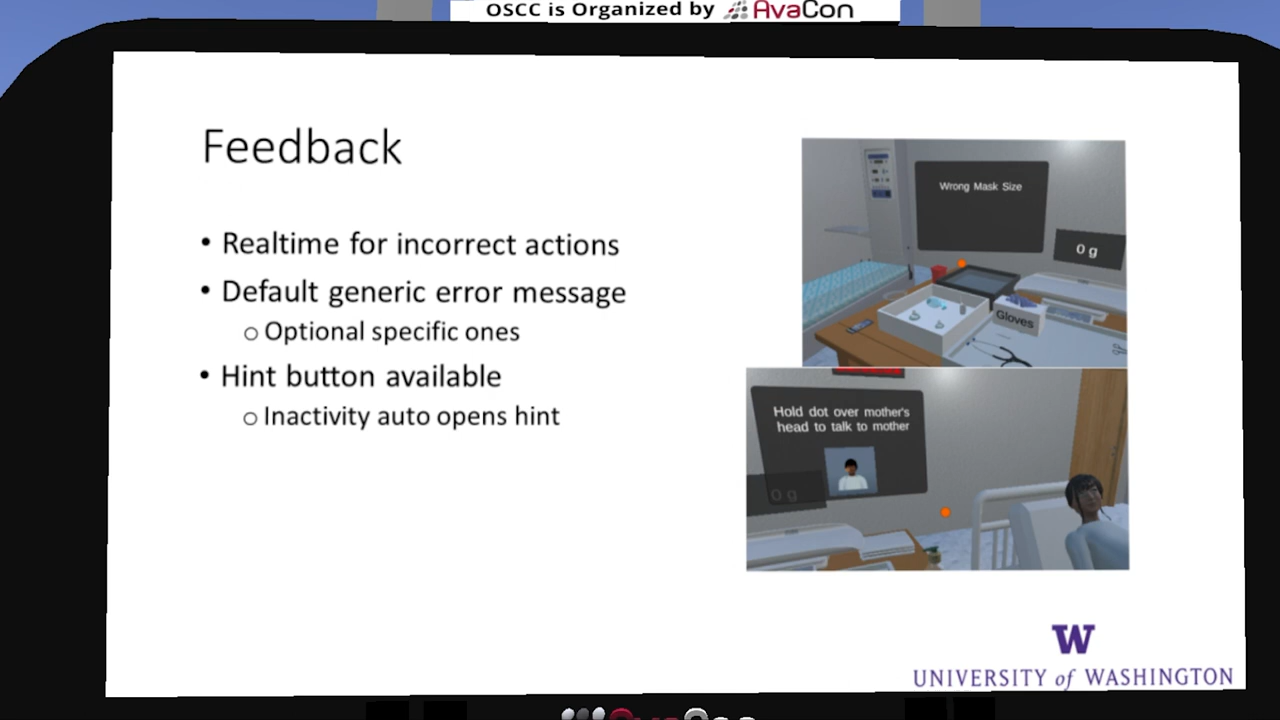 OSCC is Organized by AvaCon
Feedback
• Realtime for incorrect actions
• Default generic error message
o Optional specific ones
• Hint button available
o Inactivity auto opens hint
Wrong Mask Size
0 g
Gloves
Hold dot over mother's
head to talk to mother
0 g
W
UNIVERSITY of WASHINGTON